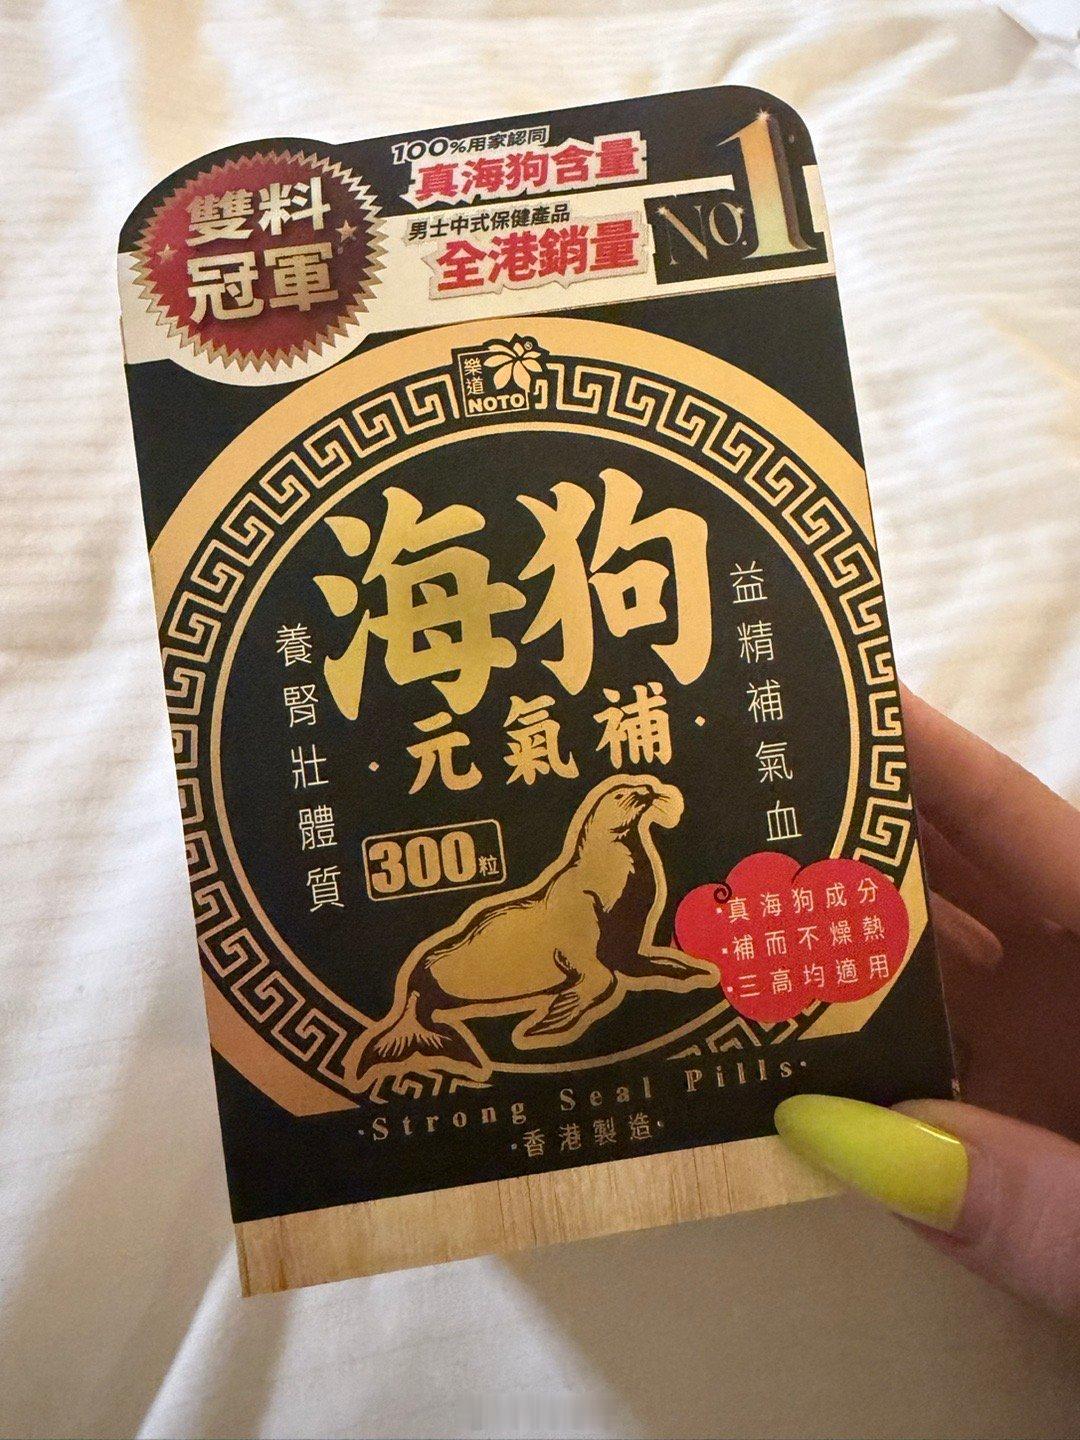 雙料
冠軍
100%用家認同
真海狗含量
男士中式保健產品
全港銷量
NO.1
樂道
NOTO
海狗
·元氣補·
養腎壯體質
益精補氣血
300粒
·真海狗成分
·補而不燥熱
·三高均適用
·Strong Seal Pills·
·香港製造·